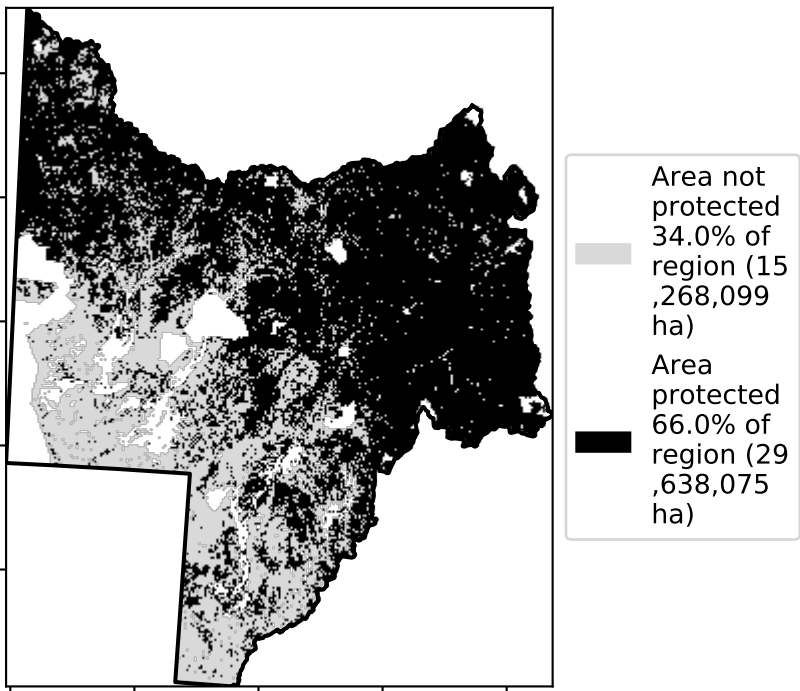 Area not
protected
34.0% of
region (15
,268,099
ha)
Area
protected
66.0% of
region (29
,638,075
ha)